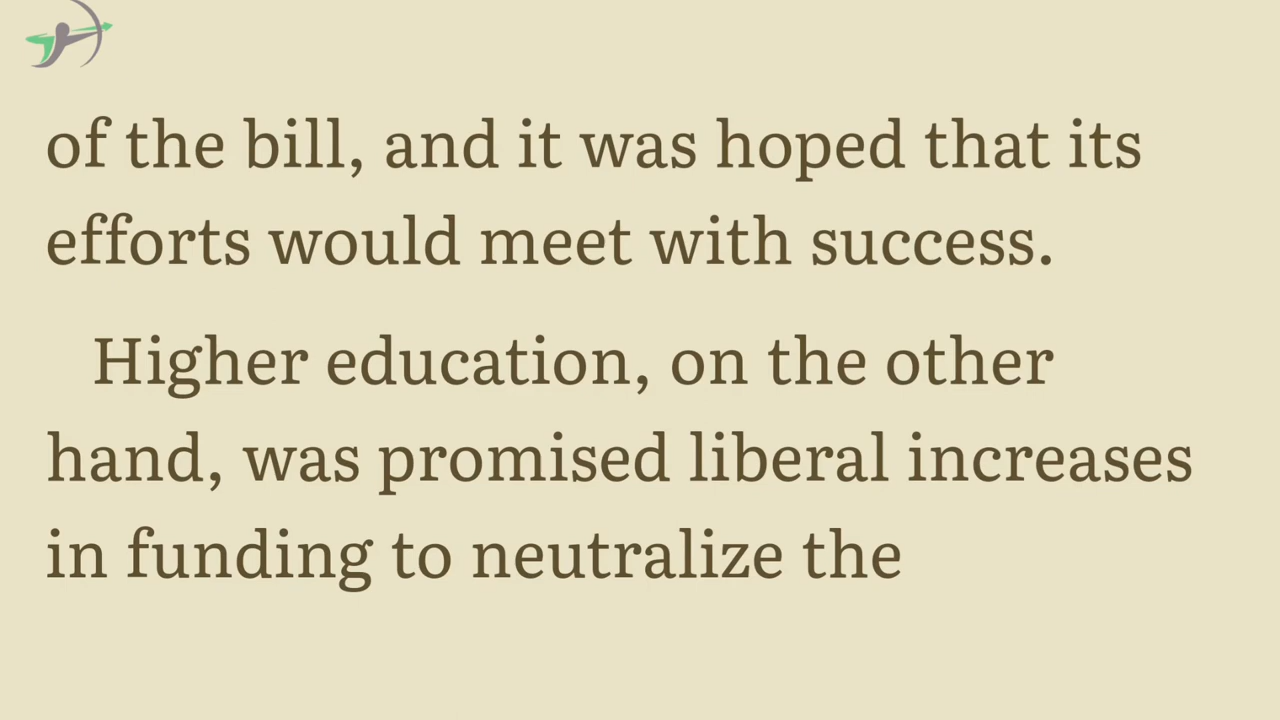 of the bill, and it was hoped that its
efforts would meet with success.
Higher education, on the other
hand, was promised liberal increases
in funding to neutralize the